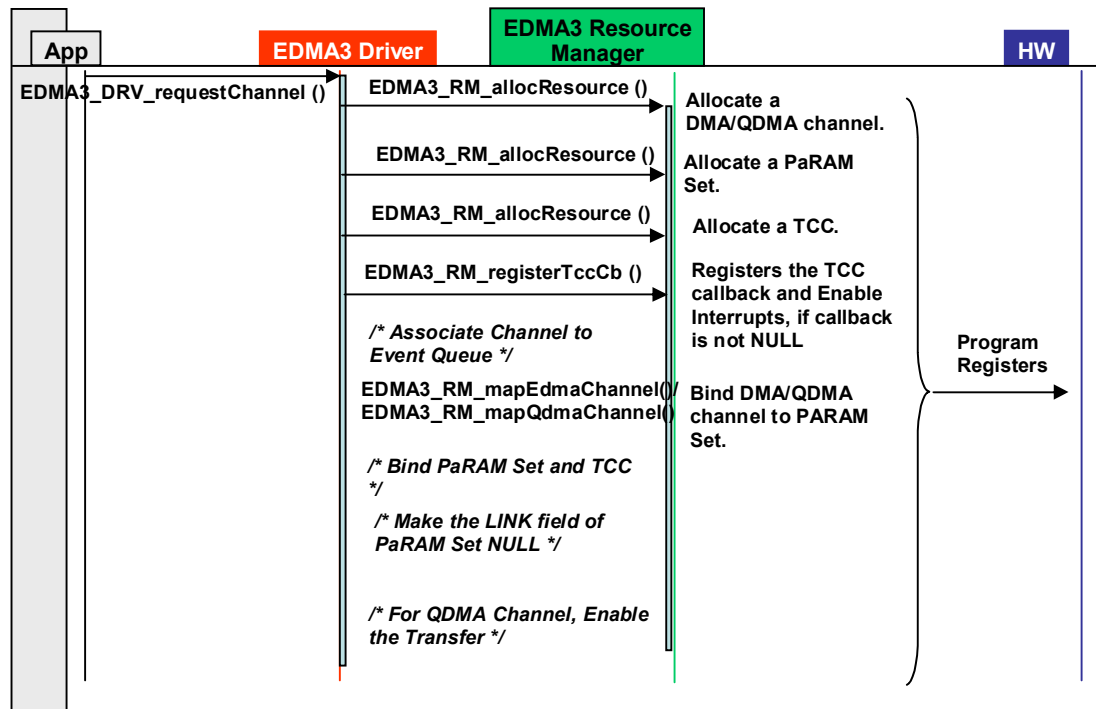 App
EDMA3 Driver
EDMA3 Resource
Manager
HW
EDMA3_DRV_requestChannel ()
EDMA3_RM_allocResource ()
Allocate a
DMA/QDMA channel.
EDMA3_RM_allocResource ()
Allocate a PaRAM
Set.
EDMA3_RM_allocResource ()
Allocate a TCC.
EDMA3_RM_registerTccCb ()
Registers the TCC
callback and Enable
Interrupts, if callback
is not NULL
/* Associate Channel to
Event Queue */
Program
Registers
EDMA3_RM_mapEdmaChannel()/
EDMA3_RM_mapQdmaChannel()
Bind DMA/QDMA
channel to PARAM
Set.
/* Bind PaRAM Set and TCC
*/
/* Make the LINK field of
PaRAM Set NULL */
/* For QDMA Channel, Enable
the Transfer */